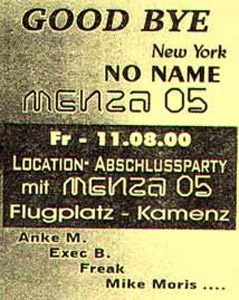 GOOD BYE
New York
NO NAME
MENZA 05
Fr - 11.08.00
LOCATION- ABSCHLUSSPARTY
mit MENZA 05
Flugplatz - Kamenz
Anke M.
Exec B.
Freak
Mike Moris ....